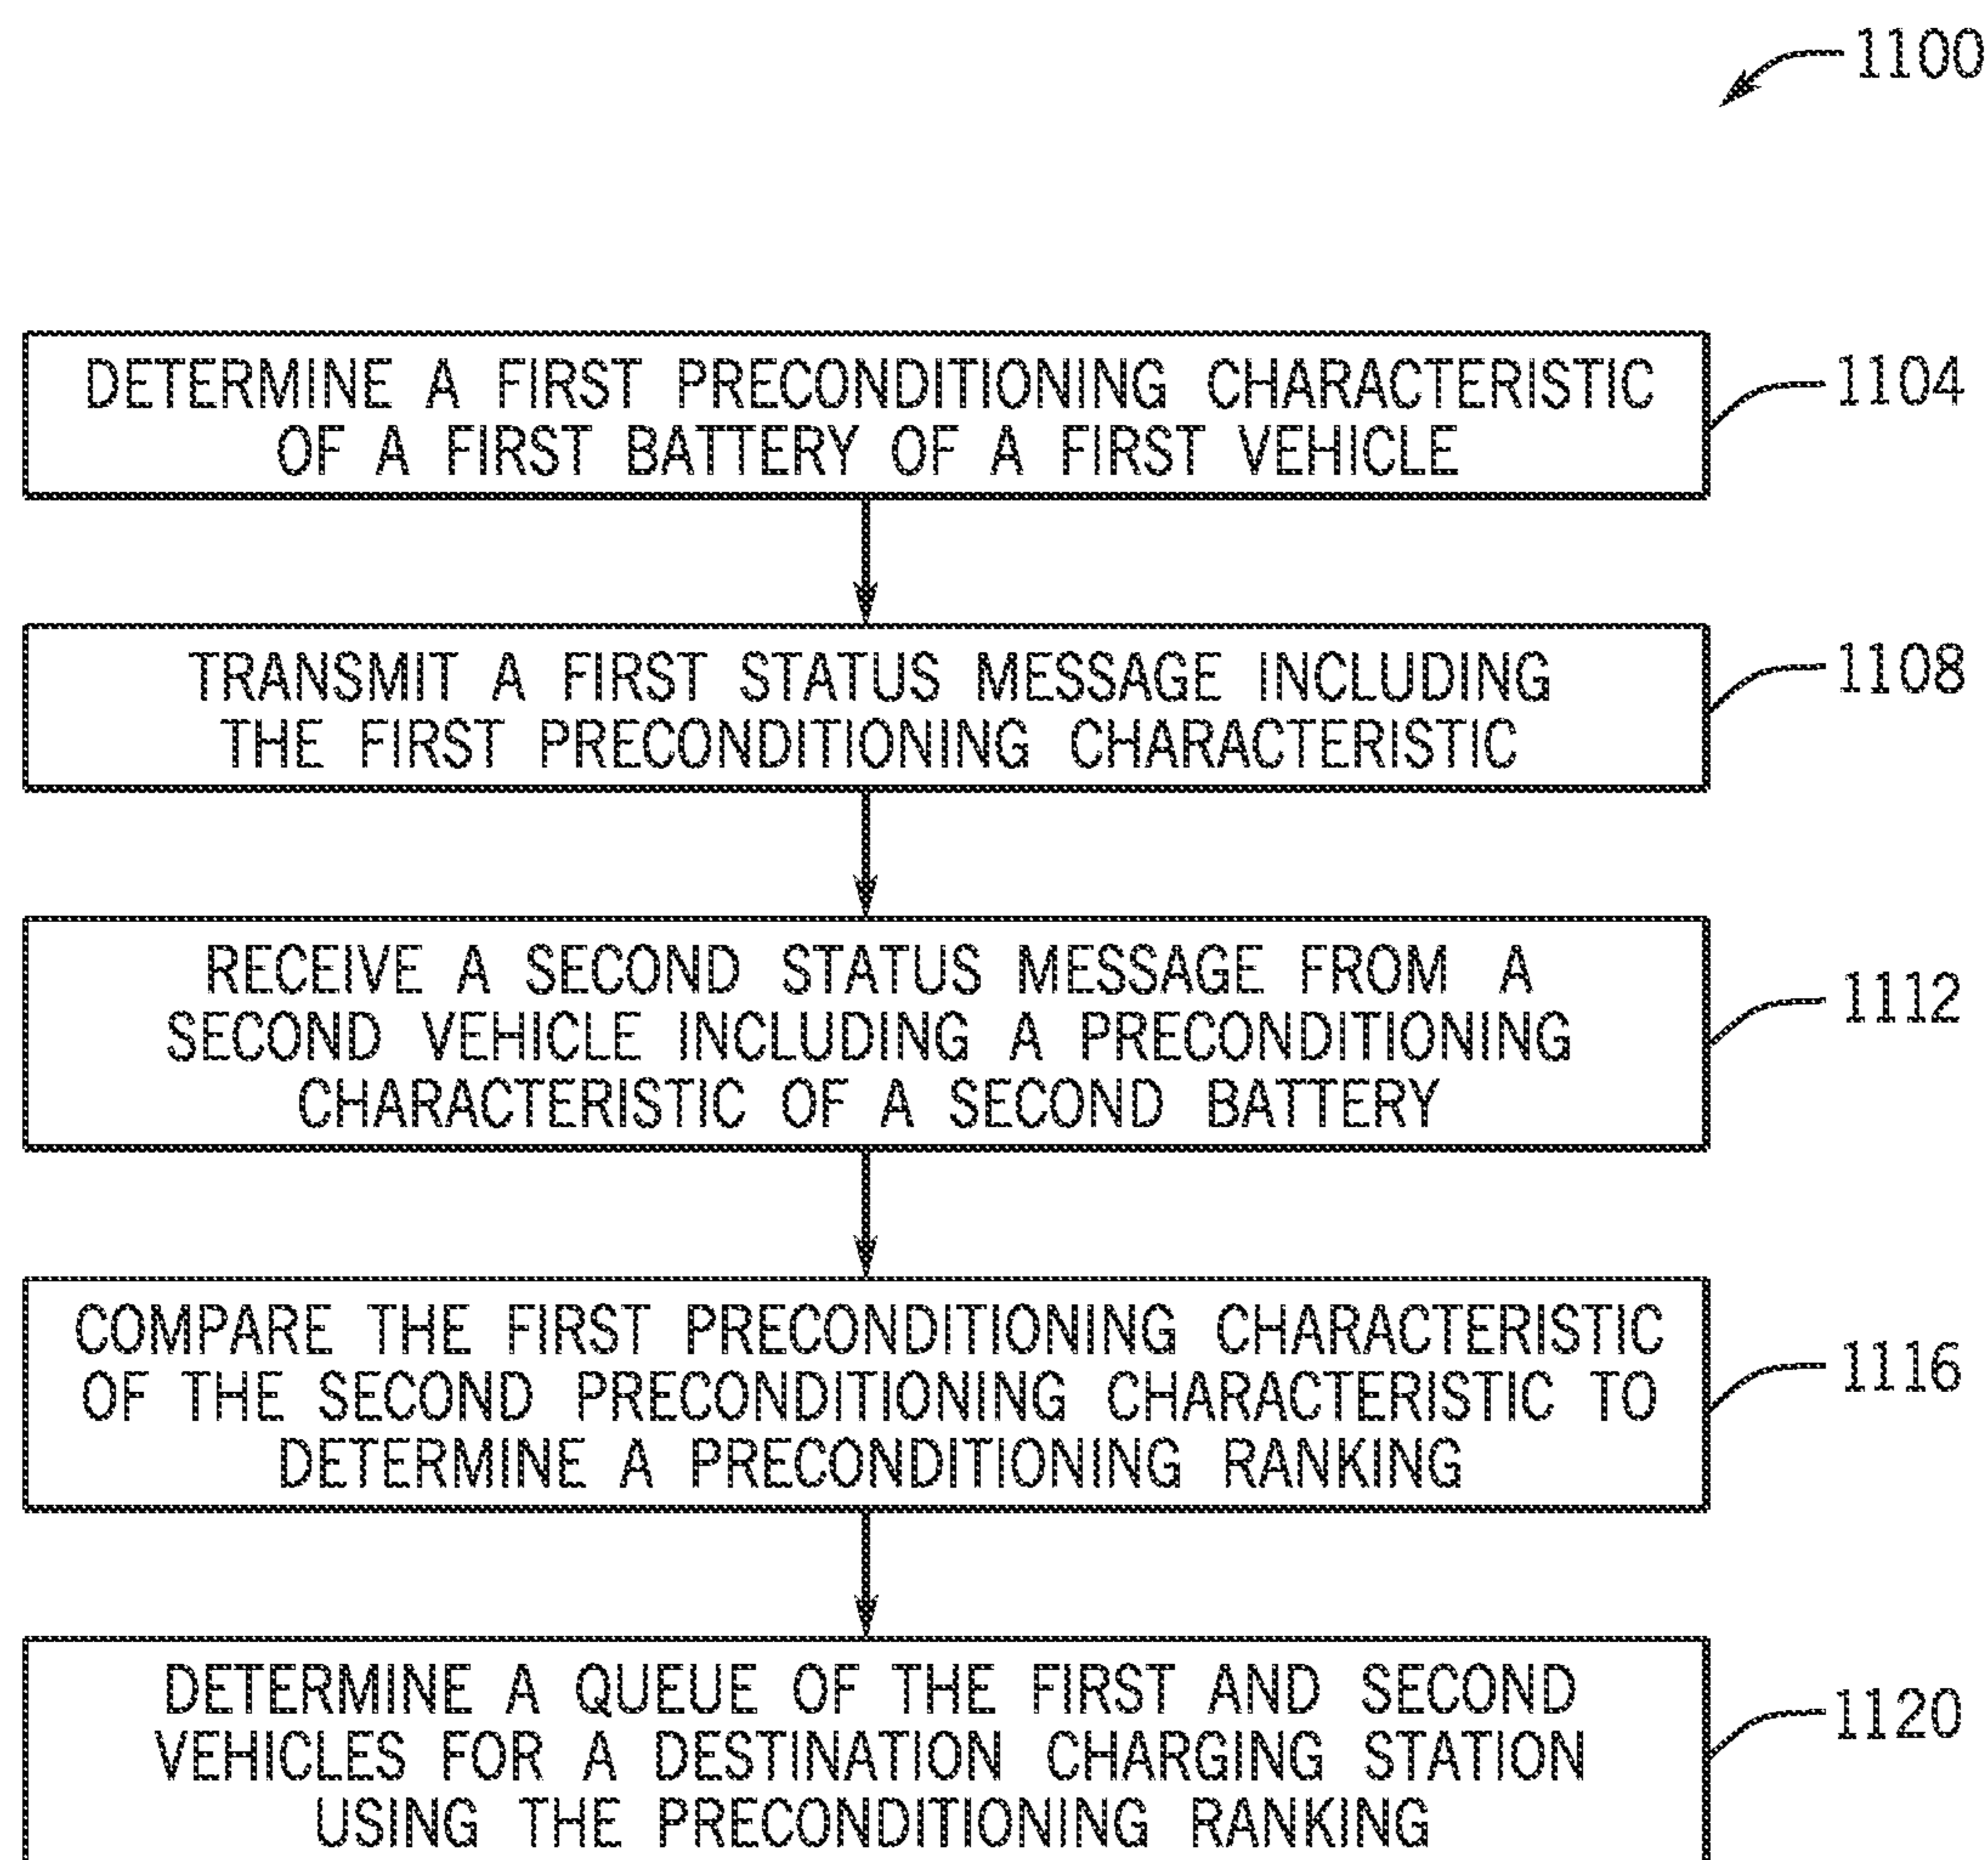 1100
DETERMINE A FIRST PRECONDITIONING CHARACTERISTIC
OF A FIRST BATTERY OF A FIRST VEHICLE
1104
TRANSMIT A FIRST STATUS MESSAGE INCLUDING
THE FIRST PRECONDITIONING CHARACTERISTIC
1108
RECEIVE A SECOND STATUS MESSAGE FROM A
SECOND VEHICLE INCLUDING A PRECONDITIONING
CHARACTERISTIC OF A SECOND BATTERY
1112
COMPARE THE FIRST PRECONDITIONING CHARACTERISTIC
OF THE SECOND PRECONDITIONING CHARACTERISTIC TO
DETERMINE A PRECONDITIONING RANKING
1116
DETERMINE A QUEUE OF THE FIRST AND SECOND
VEHICLES FOR A DESTINATION CHARGING STATION
USING THE PRECONDITIONING RANKING
1120